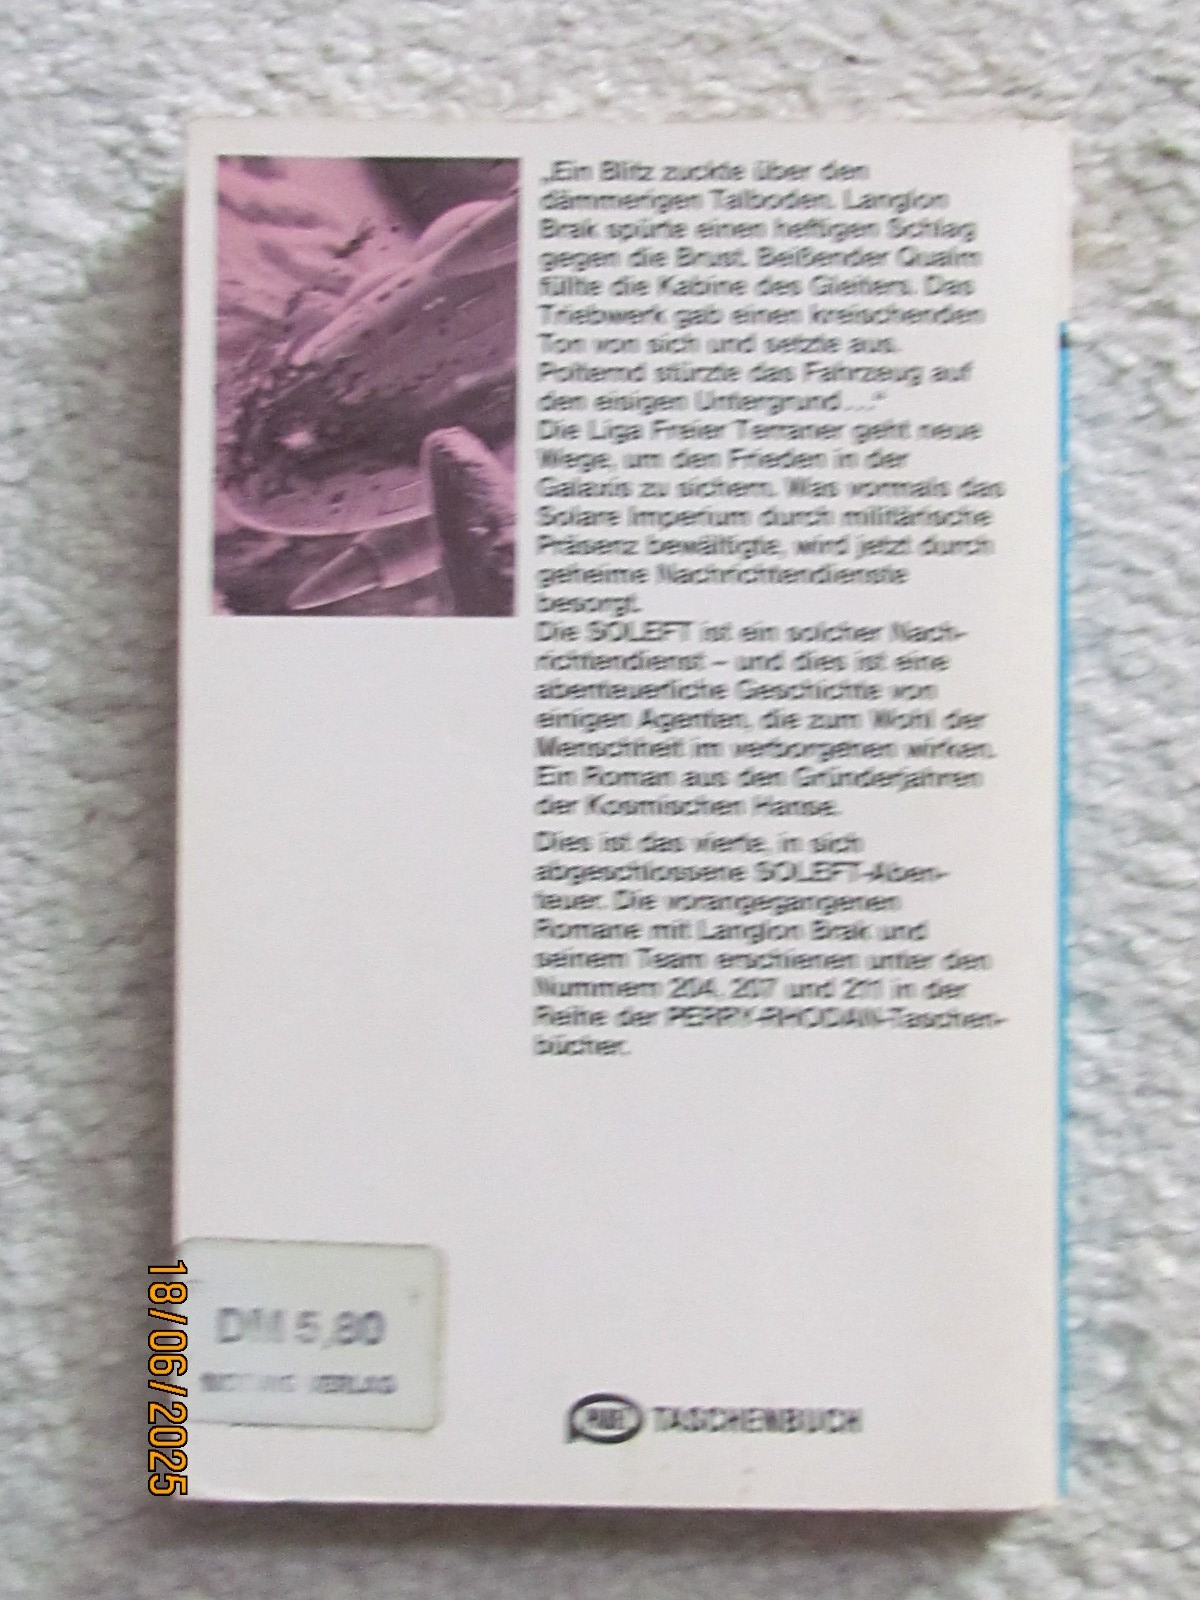 „Ein Blitz zuckte über den
dämmerigen Talboden. Langlon
Brak spürte einen heftigen Schlag
gegen die Brust. Beißender Qualm
füllte die Kabine des Gleiters. Das
Triebwerk gab einen kreischenden
Ton von sich und setzte aus.
Polternd stürzte das Fahrzeug auf
den eisigen Untergrund...“
Die Liga Freier Terraner geht neue
Wege, um den Frieden in der
Galaxis zu sichern. Was vormals das
Solare Imperium durch militärische
Präsenz bewältigte, wird jetzt durch
geheime Nachrichtendienste
besorgt.
Die SOLEFT ist ein solcher Nach-
richtendienst – und dies ist eine
abenteuerliche Geschichte von
einigen Agenten, die zum Wohl der
Menschheit im verborgenen wirken.
Ein Roman aus den Gründerjahren
der Kosmischen Hanse.
Dies ist das vierte, in sich
abgeschlossene SOLEFT-Aben-
teuer. Die vorangegangenen
Romane mit Langlon Brak und
seinem Team erschienen unter den
Nummern 204, 207 und 211 in der
Reihe der PERRY-RHODAN-Taschen-
bücher.
DM 5,80
VERLAG
TASCHENBUCH
18/06/2025